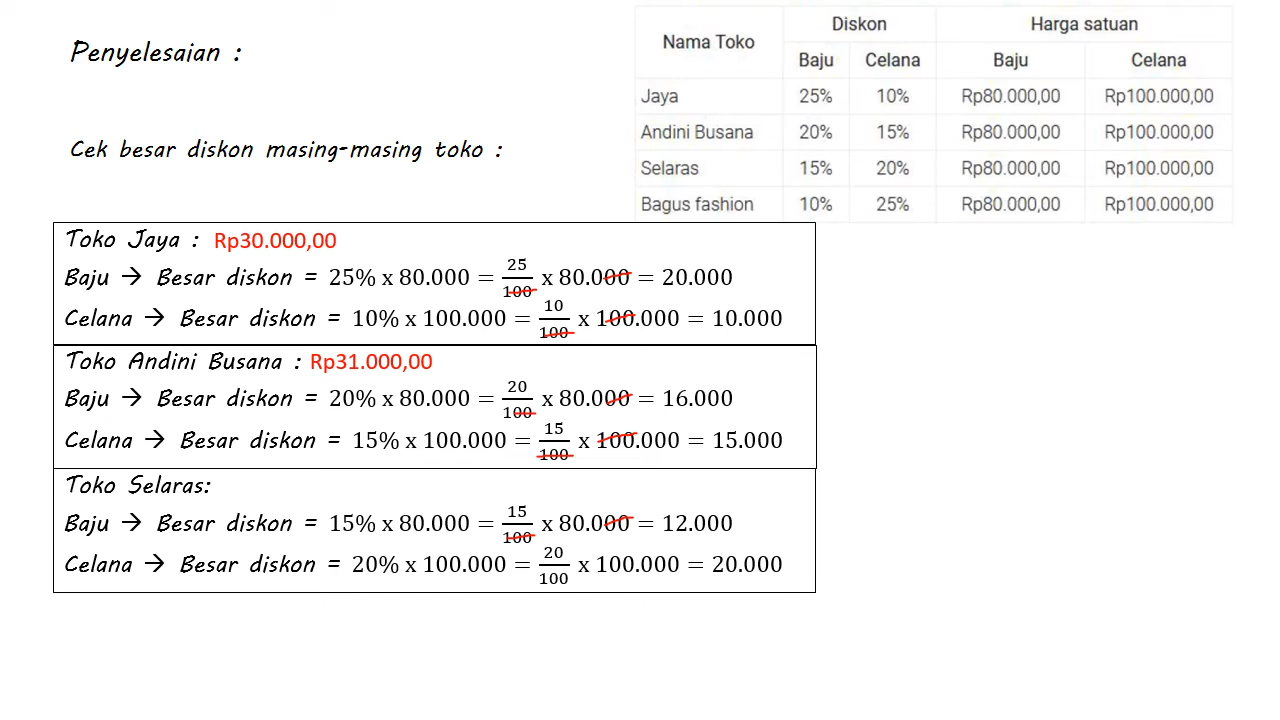 Penyelesaian :
Cek besar diskon masing-masing toko :
Nama Toko Diskon Harga satuan
Baju Celana Baju Celana
Jaya 25% 10% Rp80.000,00 Rp100.000,00
Andini Busana 20% 15% Rp80.000,00 Rp100.000,00
Selaras 15% 20% Rp80.000,00 Rp100.000,00
Bagus fashion 10% 25% Rp80.000,00 Rp100.000,00
Toko Jaya : Rp30.000,00
Baju → Besar diskon = 25% x 80.000 = 25/100 x 80.000 = 20.000
Celana → Besar diskon = 10% x 100.000 = 10/100 x 100.000 = 10.000
Toko Andini Busana : Rp31.000,00
Baju → Besar diskon = 20% x 80.000 = 20/100 x 80.000 = 16.000
Celana → Besar diskon = 15% x 100.000 = 15/100 x 100.000 = 15.000
Toko Selaras:
Baju → Besar diskon = 15% x 80.000 = 15/100 x 80.000 = 12.000
Celana → Besar diskon = 20% x 100.000 = 20/100 x 100.000 = 20.000